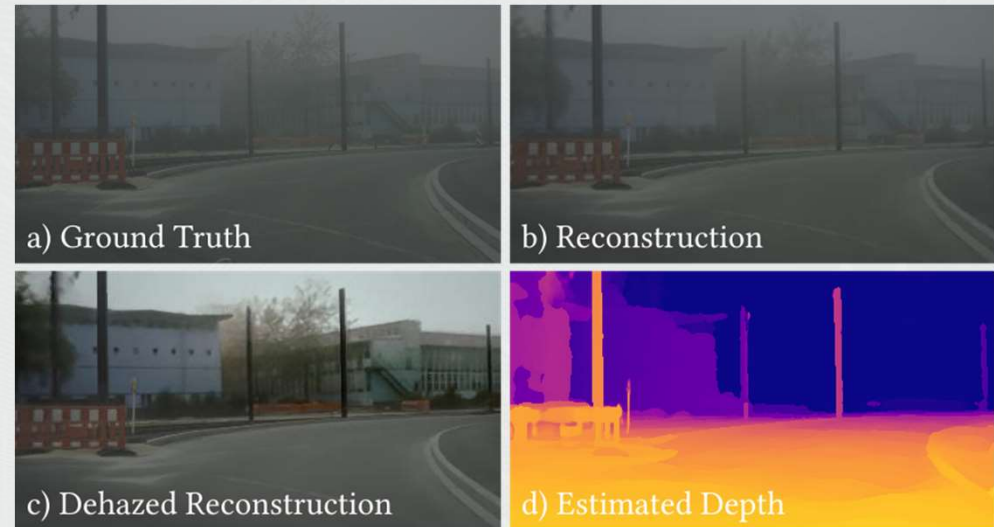 a) Ground Truth
b) Reconstruction
c) Dehazed Reconstruction
d) Estimated Depth